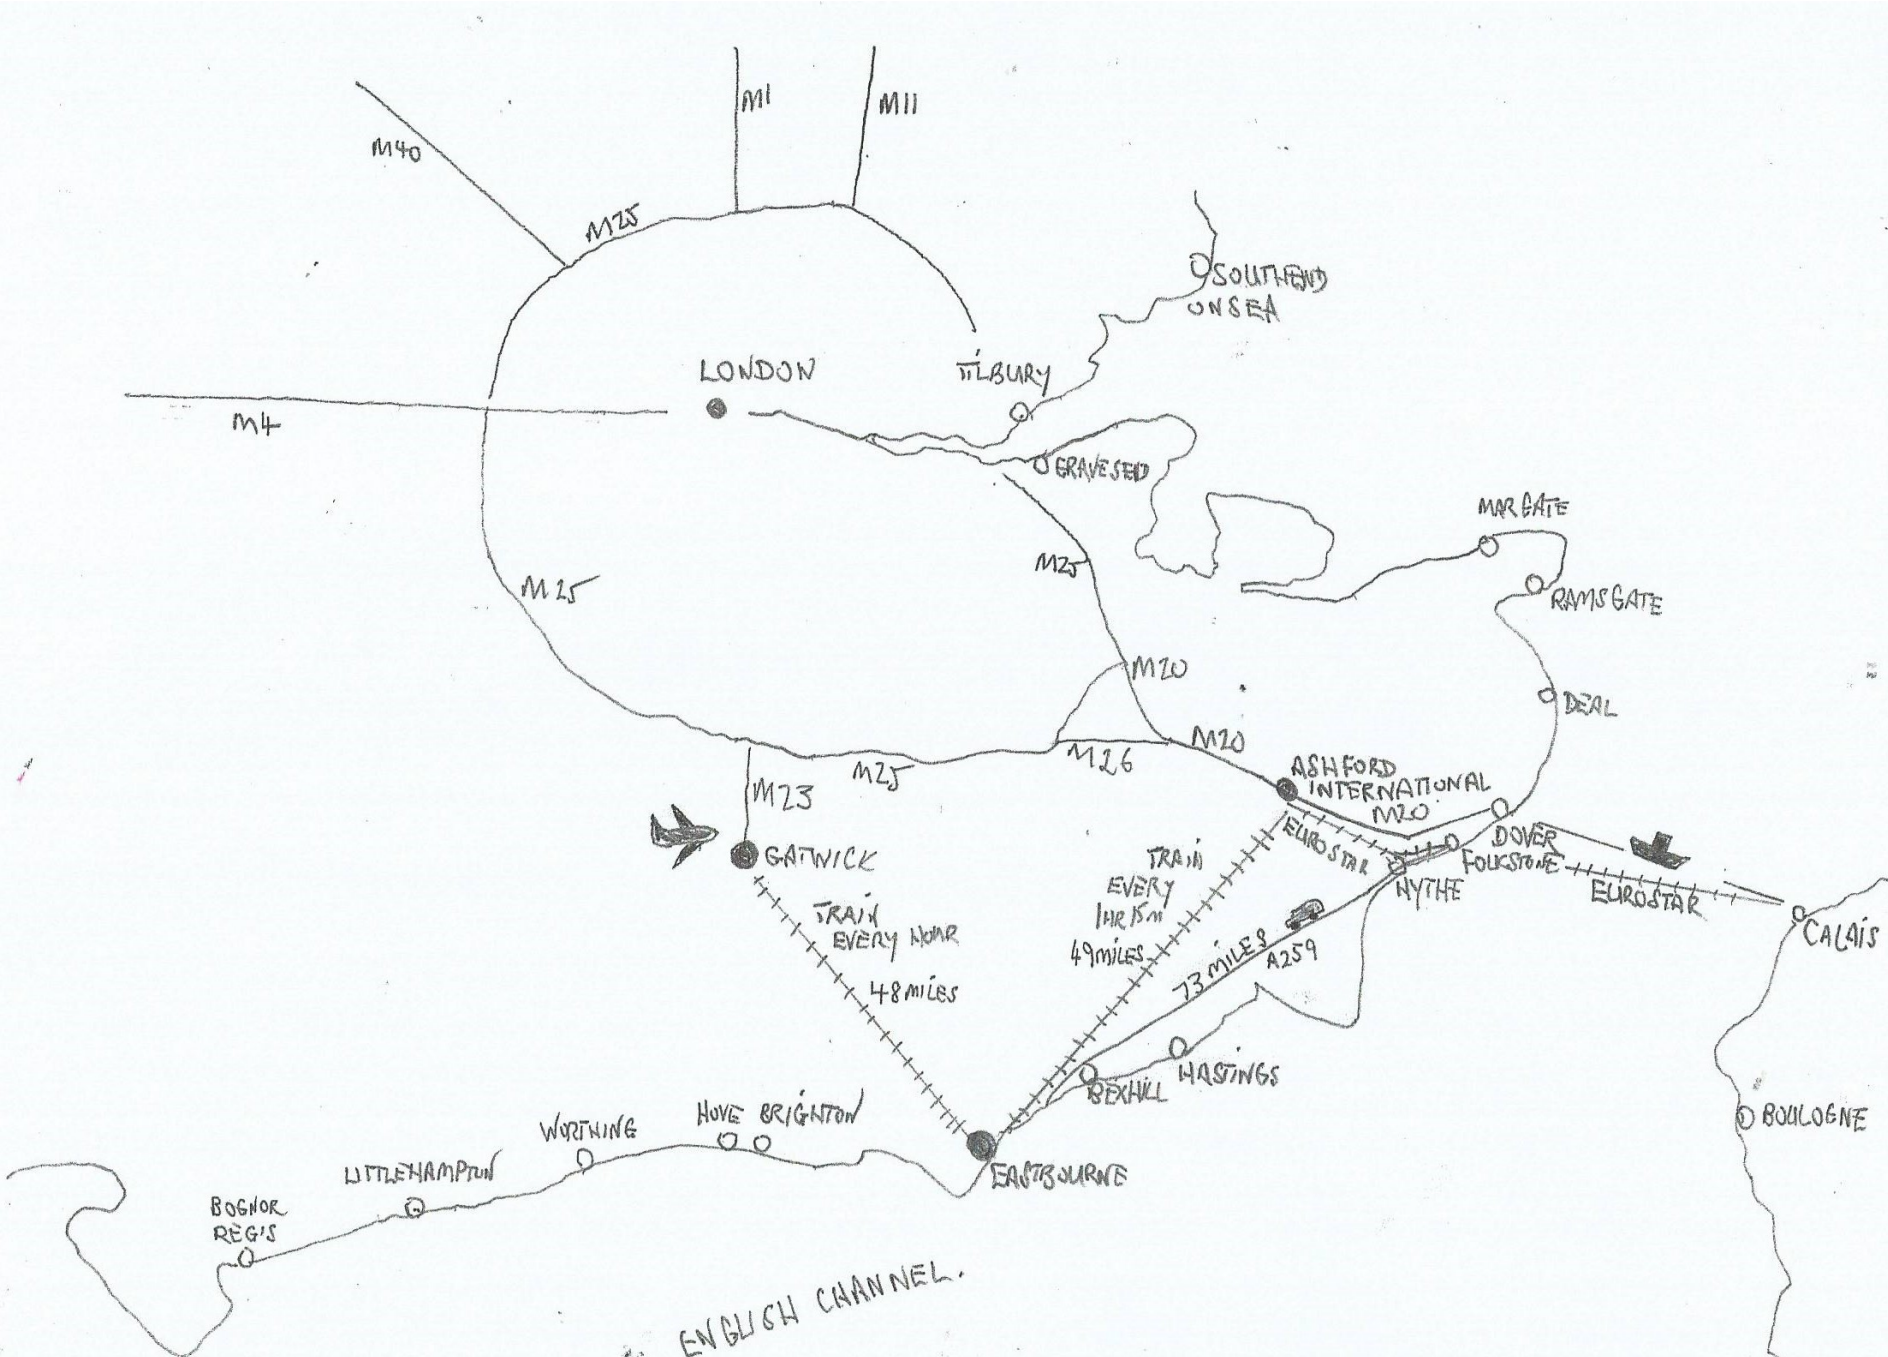 M1
M11
M40
M25
SOUTHEND
ONSEA
LONDON
TILBURY
M4
GRAVESED
MARGATE
M25
M25
RAMSGATE
M20
DEAL
M20
M26
M25
ASHFORD
INTERNATIONAL
M20
M23
EUROSTAR
DOVER
FOLKSTONE
GATWICK
TRAIN
EVERY
1HR 15M
49 MILES
HYTHE
EUROSTAR
CALAIS
TRAIN
EVERY HOUR
48 MILES
73 MILES
A259
HASTINGS
BEXHILL
BOULOGNE
HOVE
BRIGHTON
WORTHING
EASTBOURNE
LITTLEHAMPTON
BOGNOR
REGIS
ENGLISH CHANNEL.